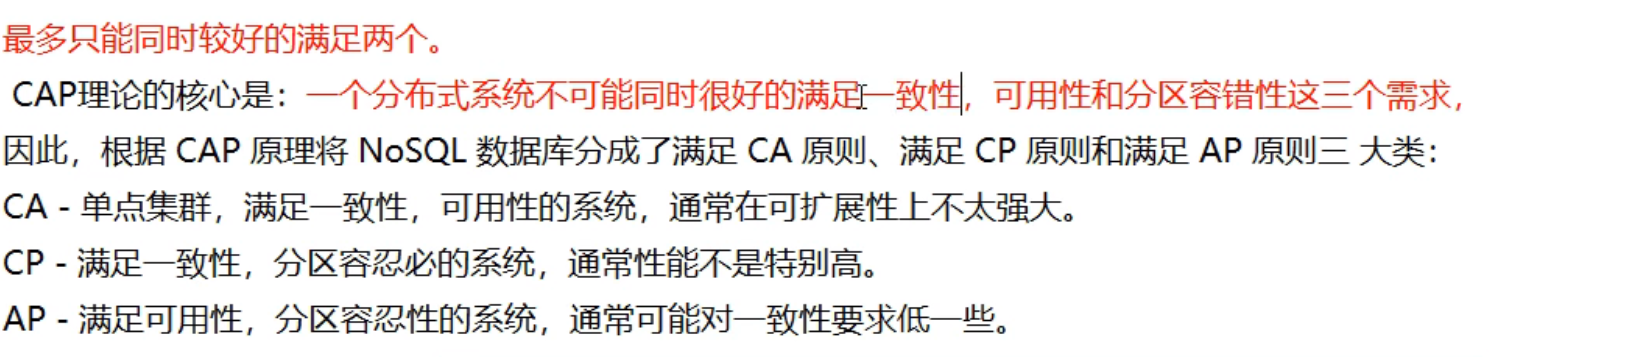 最多只能同时较好的满足两个。
CAP理论的核心是：一个分布式系统不可能同时很好的满足一致性，可用性和分区容错性这三个需求，
因此，根据 CAP 原理将 NoSQL 数据库分成了满足 CA 原则、满足 CP 原则和满足 AP 原则三 大类：
CA - 单点集群，满足一致性，可用性的系统，通常在可扩展性上不太强大。
CP - 满足一致性，分区容忍必的系统，通常性能不是特别高。
AP - 满足可用性，分区容忍性的系统，通常可能对一致性要求低一些。